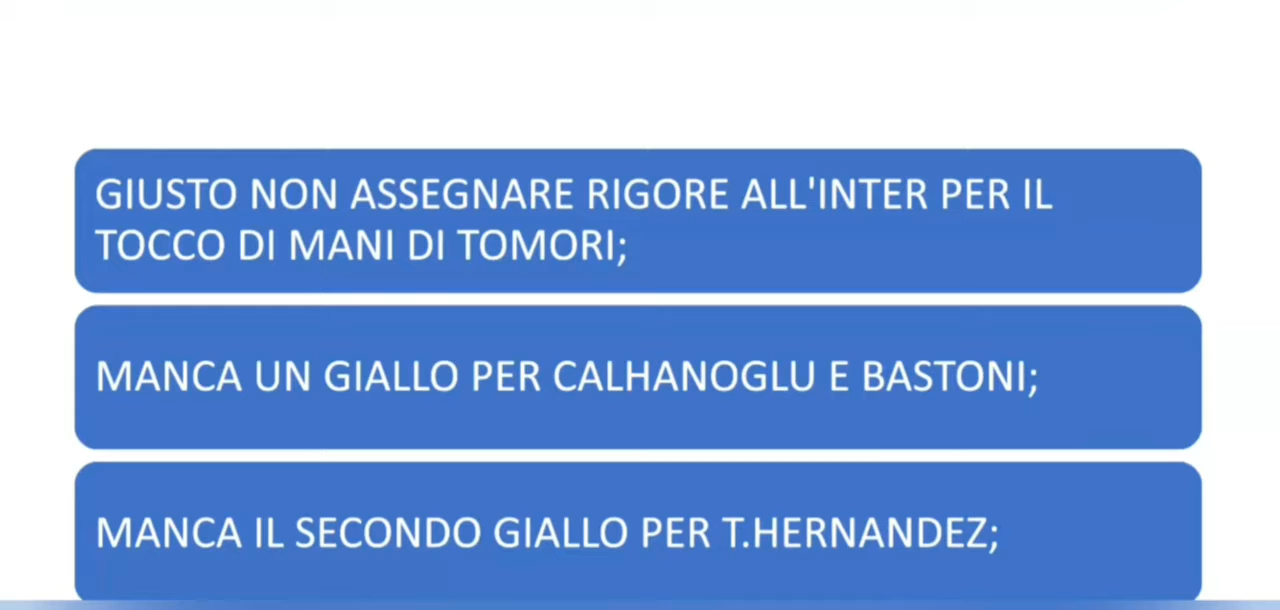 GIUSTO NON ASSEGNARE RIGORE ALL'INTER PER IL
TOCCO DI MANI DI TOMORI;
MANCA UN GIALLO PER CALHANOGLU E BASTONI;
MANCA IL SECONDO GIALLO PER T.HERNANDEZ;